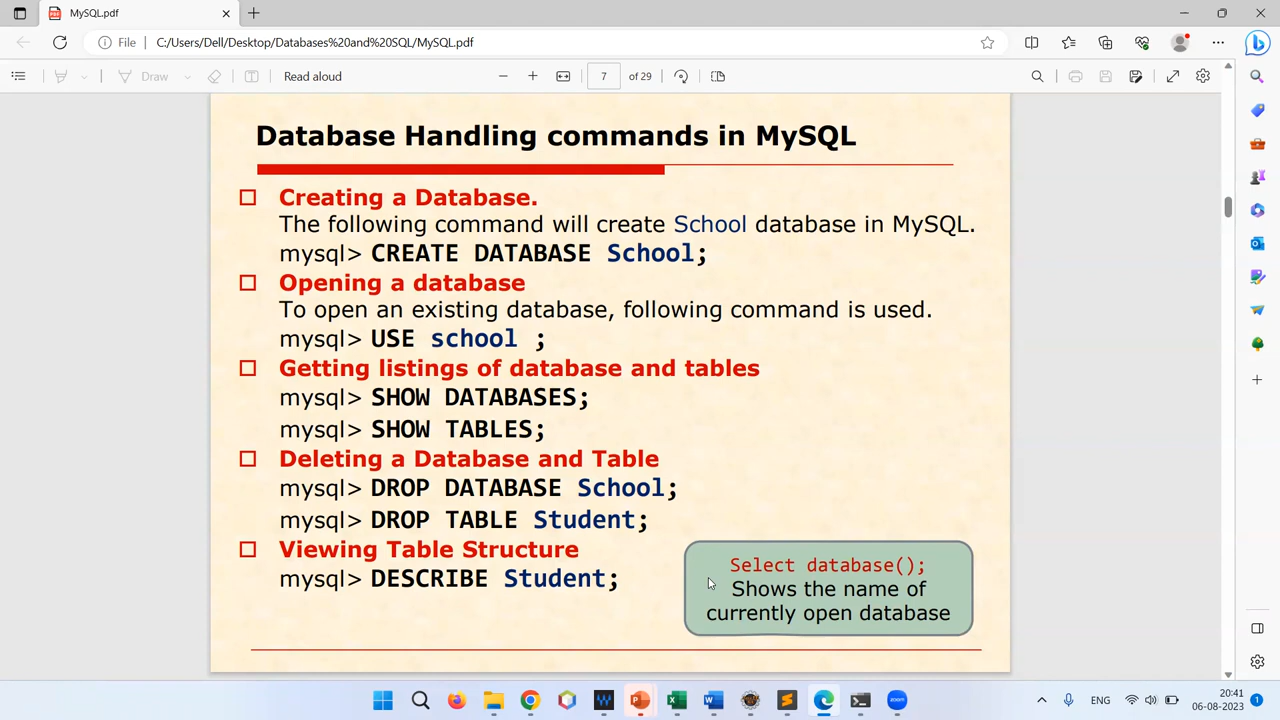 MySQL.pdf
File
C:/Users/Dell/Desktop/Databases%20and%20SQL/MySQL.pdf
Draw
Read aloud
7 of 29
Database Handling commands in MySQL
Creating a Database.
The following command will create School database in MySQL.
mysql> CREATE DATABASE School;
Opening a database
To open an existing database, following command is used.
mysql> USE school ;
Getting listings of database and tables
mysql> SHOW DATABASES;
mysql> SHOW TABLES;
Deleting a Database and Table
mysql> DROP DATABASE School;
mysql> DROP TABLE Student;
Viewing Table Structure
mysql> DESCRIBE Student;
Select database();
Shows the name of
currently open database
ENG
20:41
06-08-2023
1
zoom